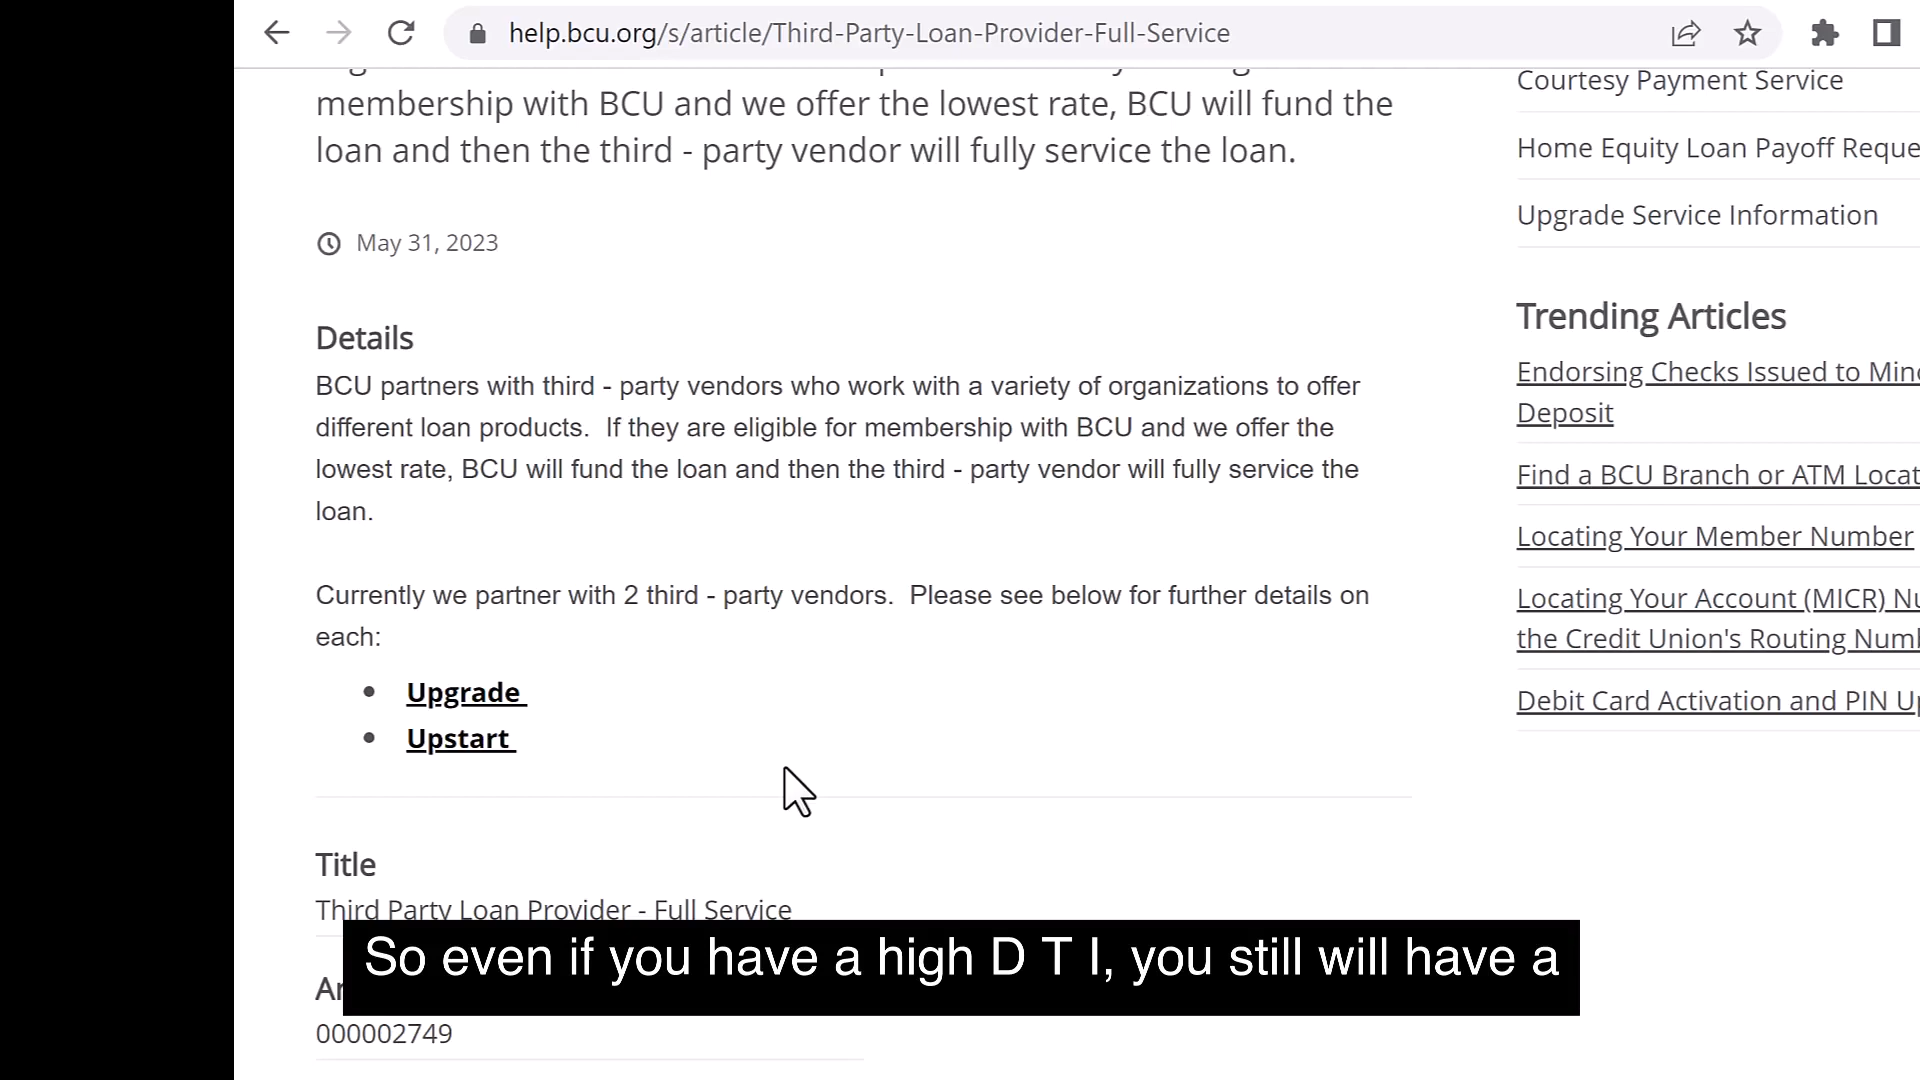 help.bcu.org/s/article/Third-Party-Loan-Provider-Full-Service
membership with BCU and we offer the lowest rate, BCU will fund the
loan and then the third - party vendor will fully service the loan.
May 31, 2023
Details
BCU partners with third - party vendors who work with a variety of organizations to offer
different loan products.  If they are eligible for membership with BCU and we offer the
lowest rate, BCU will fund the loan and then the third - party vendor will fully service the
loan.
Currently we partner with 2 third - party vendors.  Please see below for further details on
each:
Upgrade
Upstart
Title
Third Party Loan Provider - Full Service
000002749
Courtesy Payment Service
Home Equity Loan Payoff
Upgrade Service Information
Trending Articles
Endorsing Checks Issued to
Deposit
Find a BCU Branch or ATM
Locating Your Member Number
Locating Your Account (MICR)
the Credit Union's Routing
Debit Card Activation and PIN
So even if you have a high D T I, you still will have a